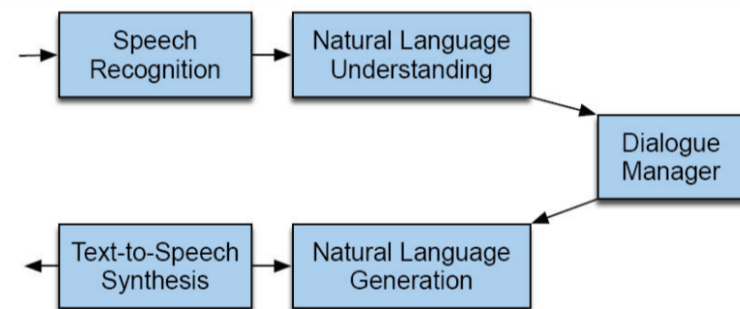 Speech
Recognition
Natural Language
Understanding
Dialogue
Manager
Text-to-Speech
Synthesis
Natural Language
Generation